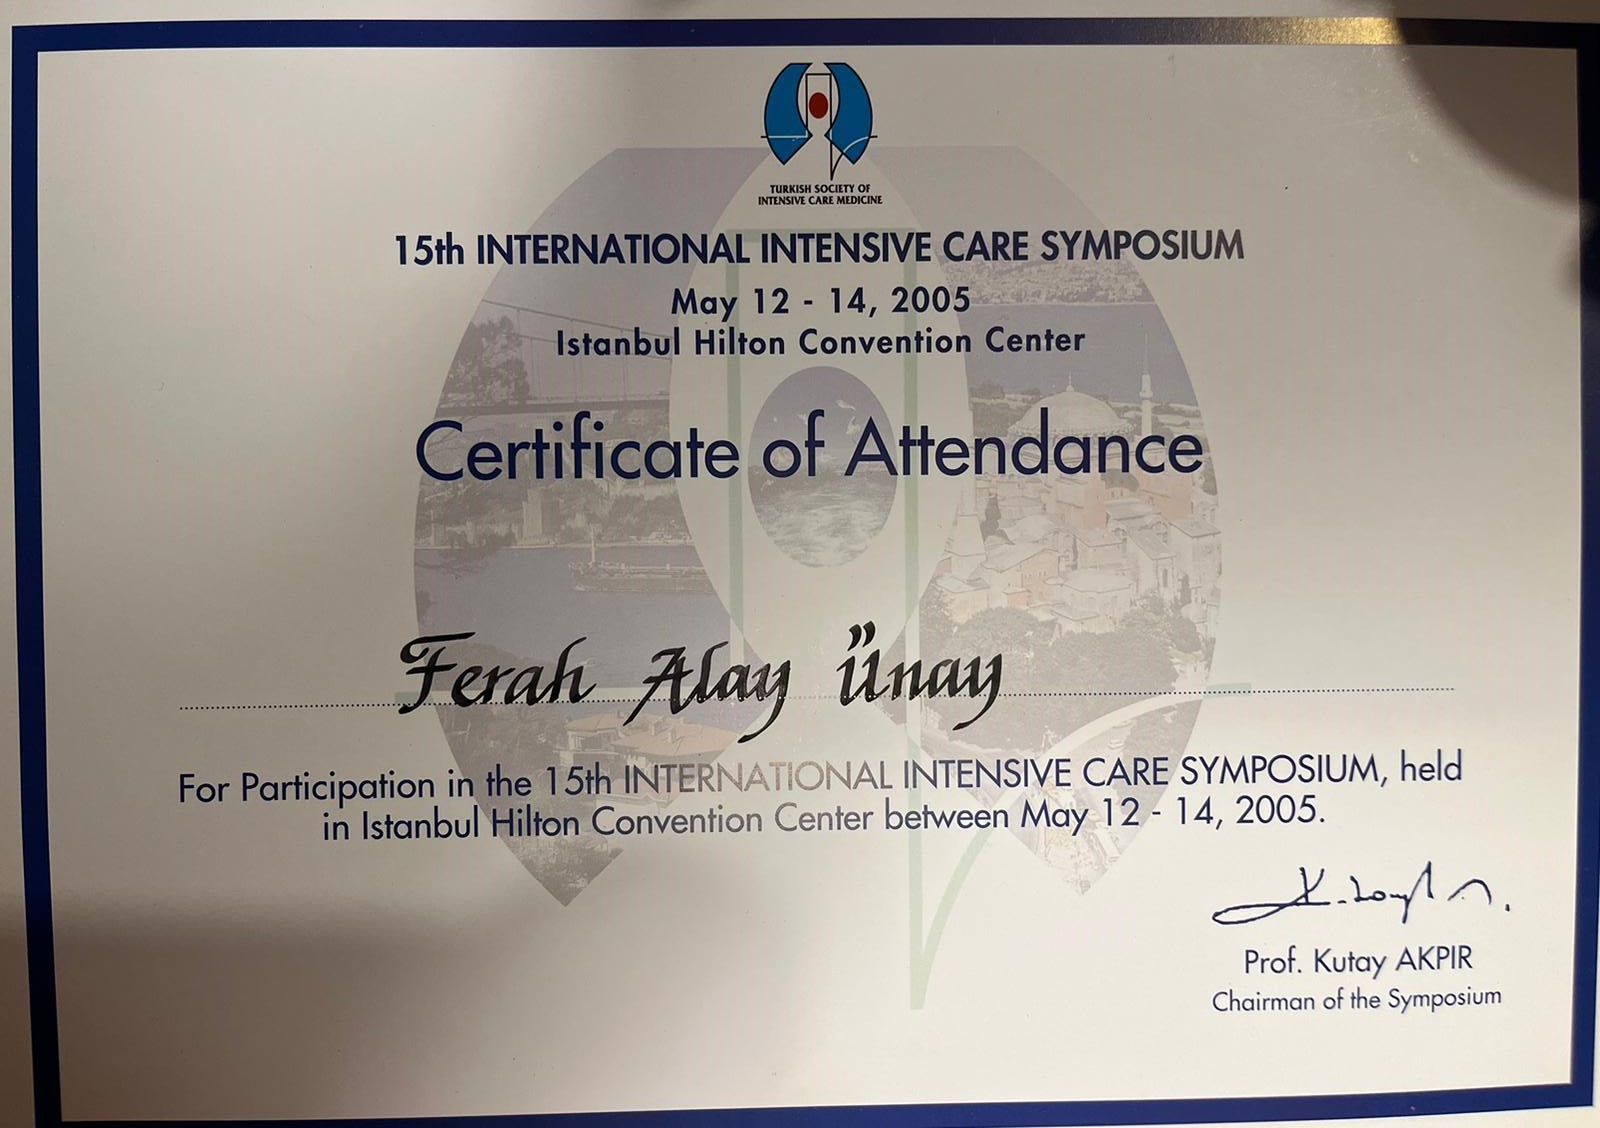 TURKISH SOCIETY OF
INTENSIVE CARE MEDICINE
15th INTERNATIONAL INTENSIVE CARE SYMPOSIUM
May 12 - 14, 2005
Istanbul Hilton Convention Center
Certificate of Attendance
Ferah Alay Ünay
For Participation in the 15th INTERNATIONAL INTENSIVE CARE SYMPOSIUM, held
in Istanbul Hilton Convention Center between May 12 - 14, 2005.
Prof. Kutay AKPIR
Chairman of the Symposium